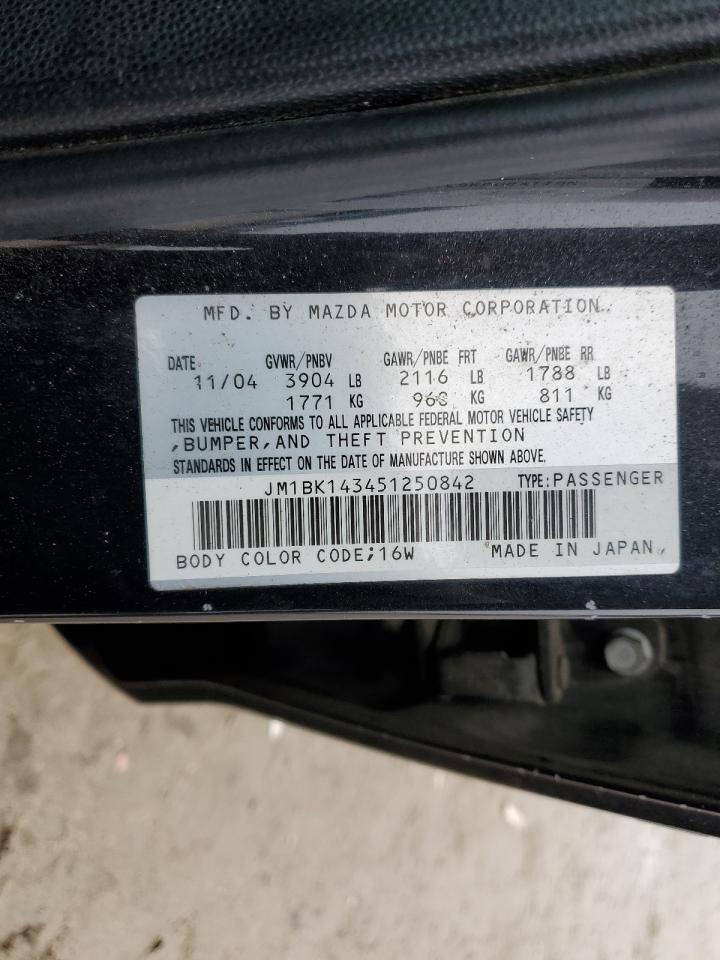 MFD. BY MAZDA MOTOR CORPORATION
DATE GVWR/PNBV GAWR/PNBE FRT GAWR/PNBE RR
11/04 3904 LB 2116 LB 1788 LB
1771 KG 960 KG 811 KG
THIS VEHICLE CONFORMS TO ALL APPLICABLE FEDERAL MOTOR VEHICLE SAFETY
,BUMPER,AND THEFT PREVENTION
STANDARDS IN EFFECT ON THE DATE OF MANUFACTURE SHOWN ABOVE.
JM1BK143451250842 TYPE:PASSENGER
BODY COLOR CODE;16W MADE IN JAPAN